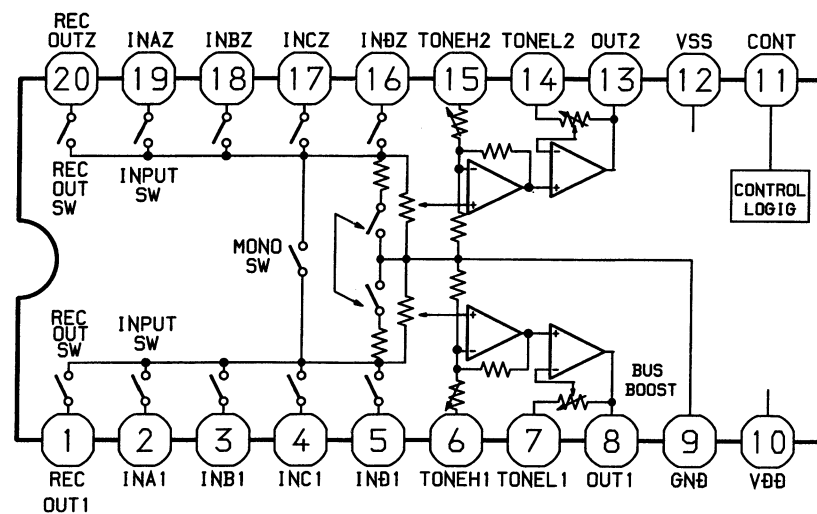 REC
OUTZ INAZ INBZ INCZ INDZ TONEH2 TONEL2 OUT2 VSS CONT
20 19 18 17 16 15 14 13 12 11
REC
OUT
SW
INPUT
SW
CONTROL
LOGIG
MONO
SW
REC
OUT
SW
INPUT
SW
BUS
BOOST
1 2 3 4 5 6 7 8 9 10
REC
OUT1
INA1 INB1 INC1 IND1 TONEH1 TONEL1 OUT1 GND VDD